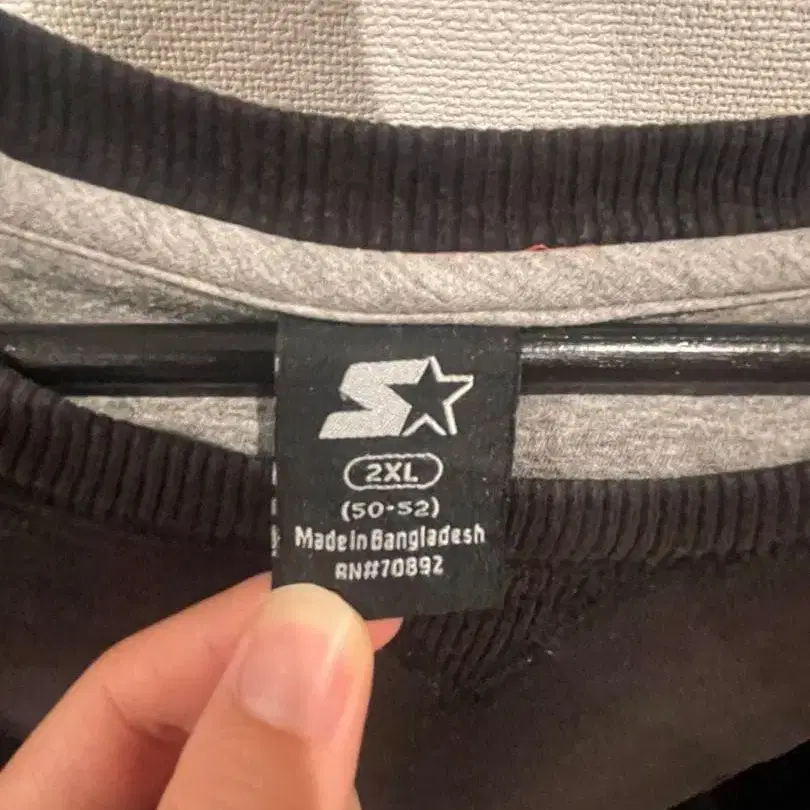 2XL
(50-52)
Made in Bangladesh
RN#70892